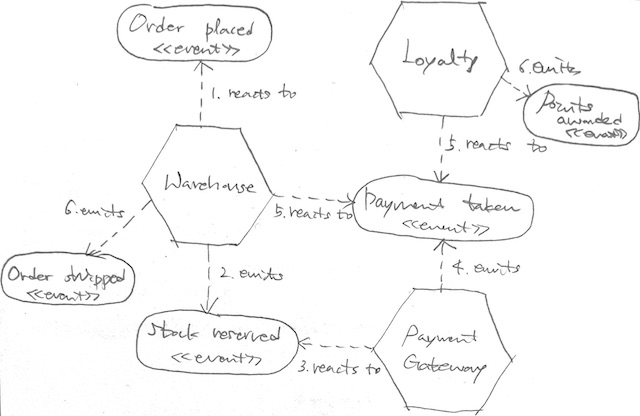 Order placed
<<event>>
1. reacts to
Loyalty
6. emits
Points
awarded
<<event>>
5. reacts to
Warehouse
5. reacts to
Payment taken
<<event>>
6. emits
Order shipped
<<event>>
2. emits
4. emits
Stock reserved
<<event>>
3. reacts to
Payment
Gateway